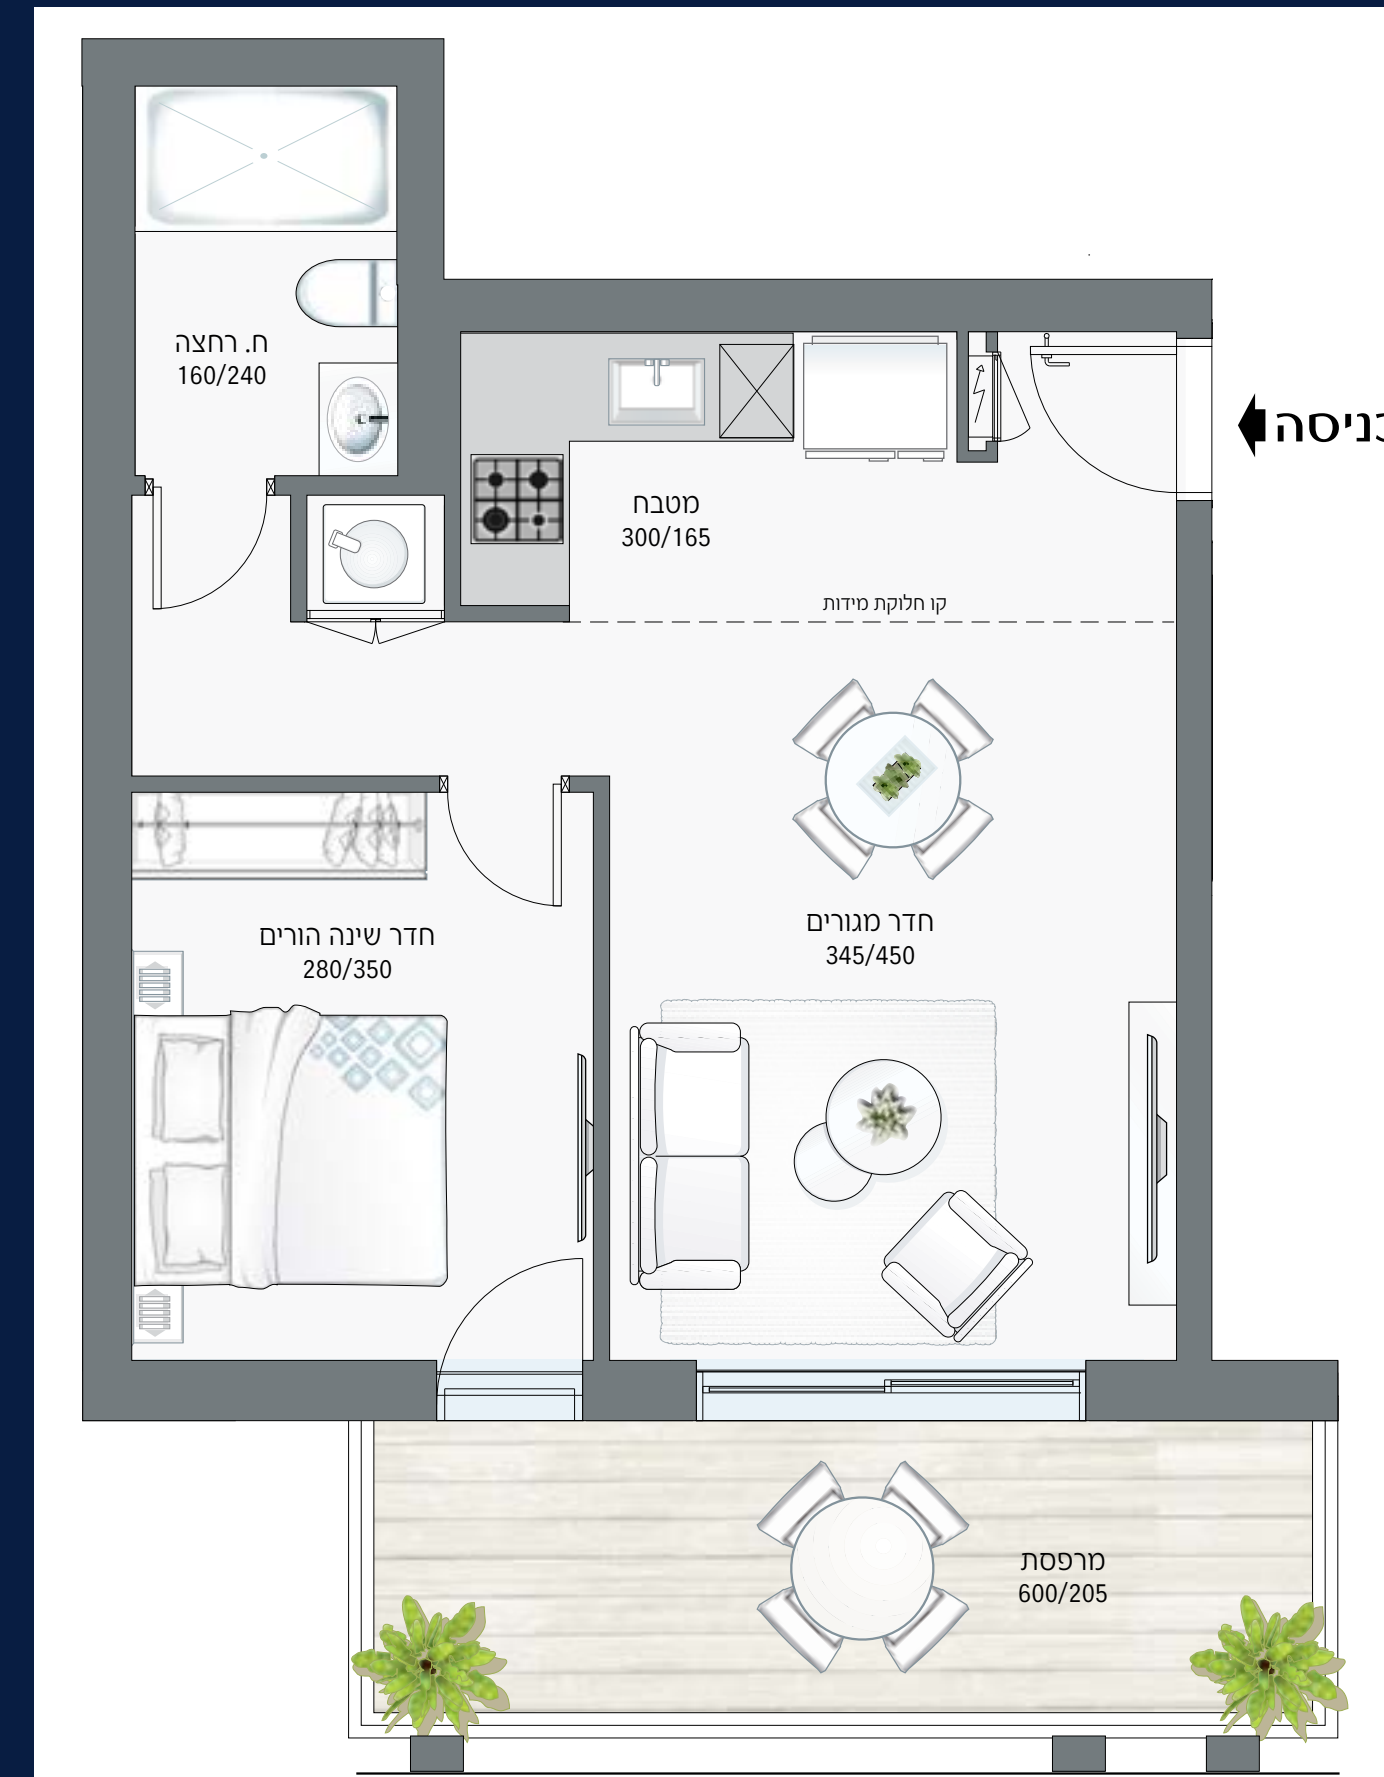 ח. רחצה
160/240
כניסה
מטבח
300/165
קו חלוקת מידות
חדר מגורים
345/450
חדר שינה הורים
280/350
מרפסת
600/205